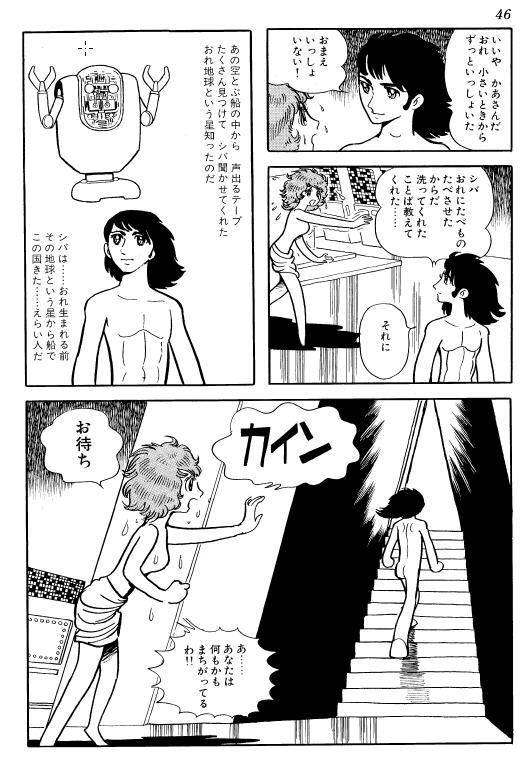 46
いいや かあさんだ
おれ 小さいときから
ずっといっしょいた
おまえ
いっしょ
いない!
シバ
おれにたべもの
たべさせた
からだ
洗ってくれた
ことば教えて
くれた……
それに
あの空とぶ船の中から 声出るテープ
たくさん見つけて シバ聞かせてくれた
おれ地球という星知ったのだ
シバは……おれ生まれる前
その地球という星から船で
この国きた……えらい人だ
カイン
お待ち
あ……
あなたは
何もかも
まちがってる
わ!!